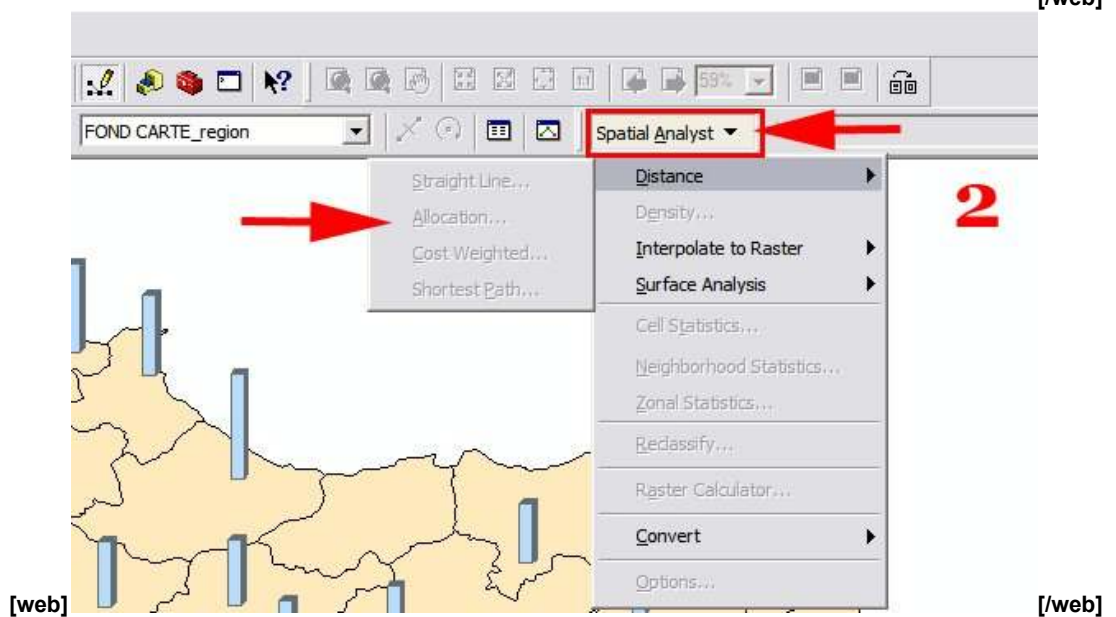 [/web]
59%
FOND CARTE_region
Spatial Analyst
Straight Line...
Allocation...
Cost Weighted...
Shortest Path...
Distance
Density...
Interpolate to Raster
Surface Analysis
Cell Statistics...
Neighborhood Statistics...
Zonal Statistics...
Reclassify...
Raster Calculator...
Convert
Options...
2
[web]
[/web]